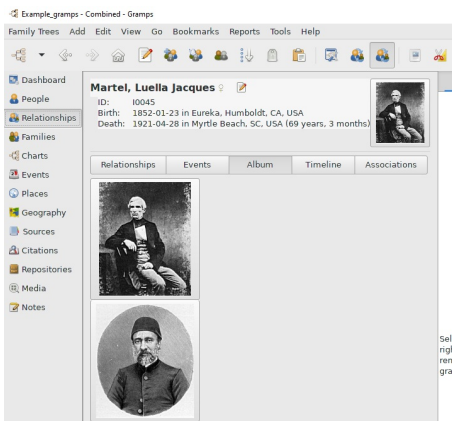 Example_gramps - Combined - Gramps
Family Trees Add Edit View Go Bookmarks Reports Tools Help
Dashboard
People
Relationships
Families
Charts
Events
Places
Geography
Sources
Citations
Repositories
Media
Notes
Martel, Luella Jacques
ID: I0045
Birth: 1852-01-23 in Eureka, Humboldt, CA, USA
Death: 1921-04-28 in Myrtle Beach, SC, USA (69 years, 3 months)
Relationships Events Album Timeline Associations
Sel
righ
ren
gra